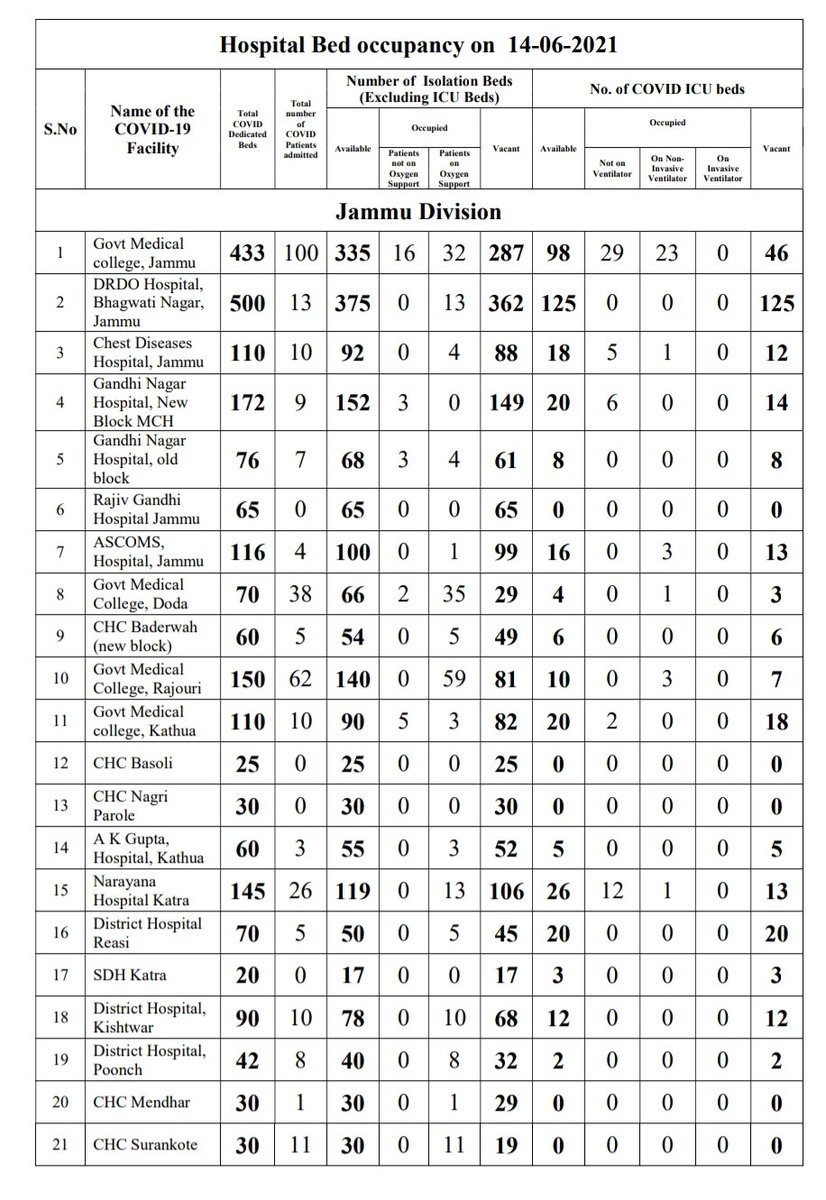 Hospital Bed occupancy on 14-06-2021
S.No
Name of the
COVID-19
Facility
Total
COVID
Dedicated
Beds
Total
number
of
COVID
Patients
admitted
Number of Isolation Beds
(Excluding ICU Beds)
No. of COVID ICU beds
Available
Occupied
Vacant
Available
Occupied
Vacant
Patients
not on
Oxygen
Support
Patients
on
Oxygen
Support
Not on
Ventilator
On Non-
Invasive
Ventilator
On
Invasive
Ventilator
Jammu Division
1 Govt Medical
college, Jammu 433 100 335 16 32 287 98 29 23 0 46
2 DRDO Hospital,
Bhagwati Nagar,
Jammu 500 13 375 0 13 362 125 0 0 0 125
3 Chest Diseases
Hospital, Jammu 110 10 92 0 4 88 18 5 1 0 12
4 Gandhi Nagar
Hospital, New
Block MCH 172 9 152 3 0 149 20 6 0 0 14
5 Gandhi Nagar
Hospital, old
block 76 7 68 3 4 61 8 0 0 0 8
6 Rajiv Gandhi
Hospital Jammu 65 0 65 0 0 65 0 0 0 0 0
7 ASCOMS,
Hospital, Jammu 116 4 100 0 1 99 16 0 3 0 13
8 Govt Medical
College, Doda 70 38 66 2 35 29 4 0 1 0 3
9 CHC Baderwah
(new block) 60 5 54 0 5 49 6 0 0 0 6
10 Govt Medical
College, Rajouri 150 62 140 0 59 81 10 0 3 0 7
11 Govt Medical
college, Kathua 110 10 90 5 3 82 20 2 0 0 18
12 CHC Basoli 25 0 25 0 0 25 0 0 0 0 0
13 CHC Nagri
Parole 30 0 30 0 0 30 0 0 0 0 0
14 A K Gupta,
Hospital, Kathua 60 3 55 0 3 52 5 0 0 0 5
15 Narayana
Hospital Katra 145 26 119 0 13 106 26 12 1 0 13
16 District Hospital
Reasi 70 5 50 0 5 45 20 0 0 0 20
17 SDH Katra 20 0 17 0 0 17 3 0 0 0 3
18 District Hospital,
Kishtwar 90 10 78 0 10 68 12 0 0 0 12
19 District Hospital,
Poonch 42 8 40 0 8 32 2 0 0 0 2
20 CHC Mendhar 30 1 30 0 1 29 0 0 0 0 0
21 CHC Surankote 30 11 30 0 11 19 0 0 0 0 0